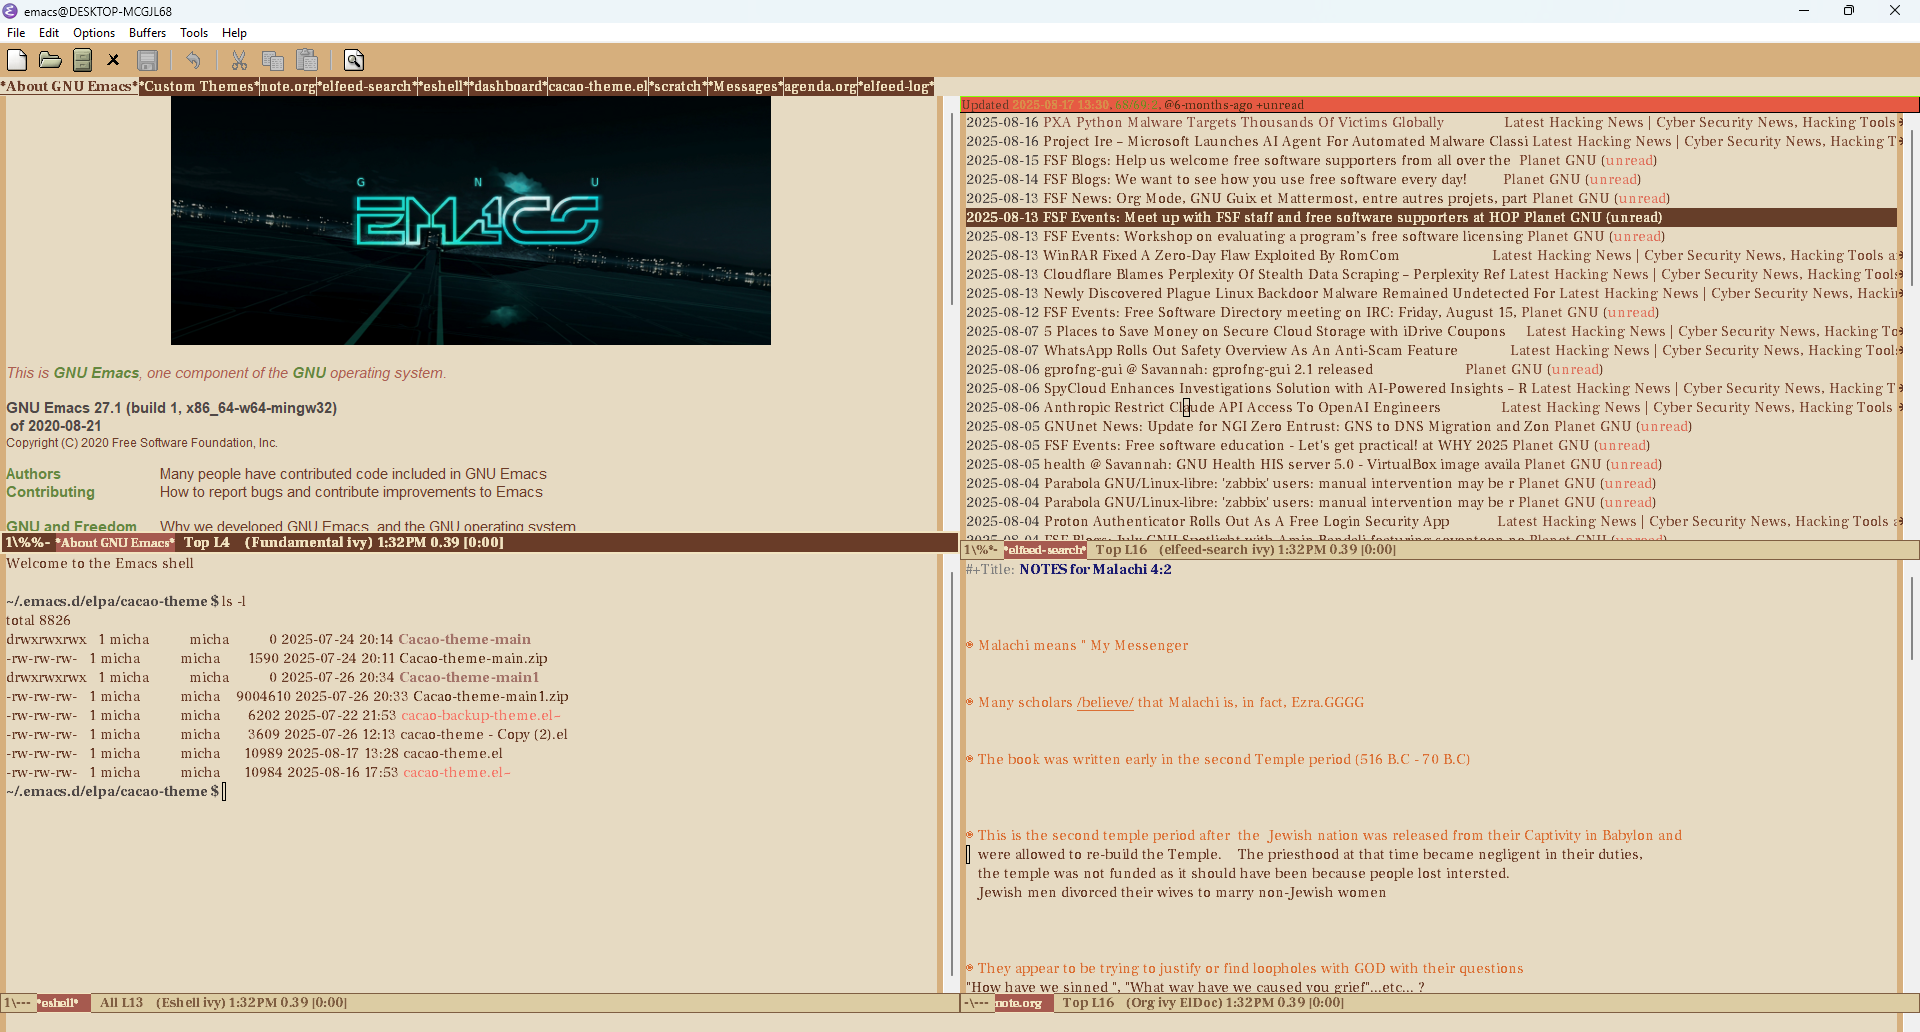 emacs@DESKTOP-MCGJL68
File Edit Options Buffers Tools Help
*About GNU Emacs* *Custom Themes* note.org *elfeed-search* *eshell* *dashboard* cacao-theme.el *scratch* *Messages* agenda.org *elfeed-log*
G N U
EMACS
This is GNU Emacs, one component of the GNU operating system.
GNU Emacs 27.1 (build 1, x86_64-w64-mingw32)
of 2020-08-21
Copyright (C) 2020 Free Software Foundation, Inc.
Authors Many people have contributed code included in GNU Emacs
Contributing How to report bugs and contribute improvements to Emacs
GNU and Freedom Why we developed GNU Emacs, and the GNU operating system
1\%%- *About GNU Emacs* Top L4 (Fundamental ivy) 1:32PM 0.39 [0:00]
Welcome to the Emacs shell
~/.emacs.d/elpa/cacao-theme $ ls -l
total 8826
drwxrwxrwx 1 micha micha 0 2025-07-24 20:14 Cacao-theme-main
-rw-rw-rw- 1 micha micha 1590 2025-07-24 20:11 Cacao-theme-main.zip
drwxrwxrwx 1 micha micha 0 2025-07-26 20:34 Cacao-theme-main1
-rw-rw-rw- 1 micha micha 9004610 2025-07-26 20:33 Cacao-theme-main1.zip
-rw-rw-rw- 1 micha micha 6202 2025-07-22 21:53 cacao-backup-theme.el~
-rw-rw-rw- 1 micha micha 3609 2025-07-26 12:13 cacao-theme - Copy (2).el
-rw-rw-rw- 1 micha micha 10989 2025-08-17 13:28 cacao-theme.el
-rw-rw-rw- 1 micha micha 10984 2025-08-16 17:53 cacao-theme.el~
~/.emacs.d/elpa/cacao-theme $
1\--- *eshell* All L13 (Eshell ivy) 1:32PM 0.39 [0:00]
Updated 2025-08-17 13:30, @6-months-ago +unread
2025-08-16 PXA Python Malware Targets Thousands Of Victims Globally Latest Hacking News | Cyber Security News, Hacking Tools
2025-08-16 Project Ire – Microsoft Launches AI Agent For Automated Malware Classi Latest Hacking News | Cyber Security News, Hacking T
2025-08-15 FSF Blogs: Help us welcome free software supporters from all over the Planet GNU (unread)
2025-08-14 FSF Blogs: We want to see how you use free software every day! Planet GNU (unread)
2025-08-13 FSF News: Org Mode, GNU Guix et Mattermost, entre autres projets, part Planet GNU (unread)
2025-08-13 FSF Events: Meet up with FSF staff and free software supporters at HOP Planet GNU (unread)
2025-08-13 FSF Events: Workshop on evaluating a program's free software licensing Planet GNU (unread)
2025-08-13 WinRAR Fixed A Zero-Day Flaw Exploited By RomCom Latest Hacking News | Cyber Security News, Hacking Tools a
2025-08-13 Cloudflare Blames Perplexity Of Stealth Data Scraping – Perplexity Ref Latest Hacking News | Cyber Security News, Hacking Tools
2025-08-13 Newly Discovered Plague Linux Backdoor Malware Remained Undetected For Latest Hacking News | Cyber Security News, Hackin
2025-08-12 FSF Events: Free Software Directory meeting on IRC: Friday, August 15, Planet GNU (unread)
2025-08-07 5 Places to Save Money on Secure Cloud Storage with iDrive Coupons Latest Hacking News | Cyber Security News, Hacking To
2025-08-07 WhatsApp Rolls Out Safety Overview As An Anti-Scam Feature Latest Hacking News | Cyber Security News, Hacking Tools
2025-08-06 gprofng-gui @ Savannah: gprofng-gui 2.1 released Planet GNU (unread)
2025-08-06 SpyCloud Enhances Investigations Solution with AI-Powered Insights – R Latest Hacking News | Cyber Security News, Hacking T
2025-08-06 Anthropic Restrict Claude API Access To OpenAI Engineers Latest Hacking News | Cyber Security News, Hacking Tools
2025-08-05 GNUnet News: Update for NGI Zero Entrust: GNS to DNS Migration and Zon Planet GNU (unread)
2025-08-05 FSF Events: Free software education - Let's get practical! at WHY 2025 Planet GNU (unread)
2025-08-05 health @ Savannah: GNU Health HIS server 5.0 - VirtualBox image availa Planet GNU (unread)
2025-08-04 Parabola GNU/Linux-libre: 'zabbix' users: manual intervention may be r Planet GNU (unread)
2025-08-04 Parabola GNU/Linux-libre: 'zabbix' users: manual intervention may be r Planet GNU (unread)
2025-08-04 Proton Authenticator Rolls Out As A Free Login Security App Latest Hacking News | Cyber Security News, Hacking Tools a
2025-08-04 FSF Blogs: July GNU Spotlight with Amin Bandali featuring seventeen Planet GNU (unread)
1\%*- *elfeed-search* Top L16 (elfeed-search ivy) 1:32PM 0.39 [0:00]
#+Title: NOTES for Malachi 4:2
Malachi means " My Messenger
Many scholars /believe/ that Malachi is, in fact, Ezra.GGGG
The book was written early in the second Temple period (516 B.C - 70 B.C)
This is the second temple period after the Jewish nation was released from their Captivity in Babylon and
were allowed to re-build the Temple. The priesthood at that time became negligent in their duties,
the temple was not funded as it should have been because people lost intersted.
Jewish men divorced their wives to marry non-Jewish women
They appear to be trying to justify or find loopholes with GOD with their questions
"How have we sinned ", "What way have we caused you grief"...etc... ?
-\--- note.org Top L16 (Org ivy ElDoc) 1:32PM 0.39 [0:00]